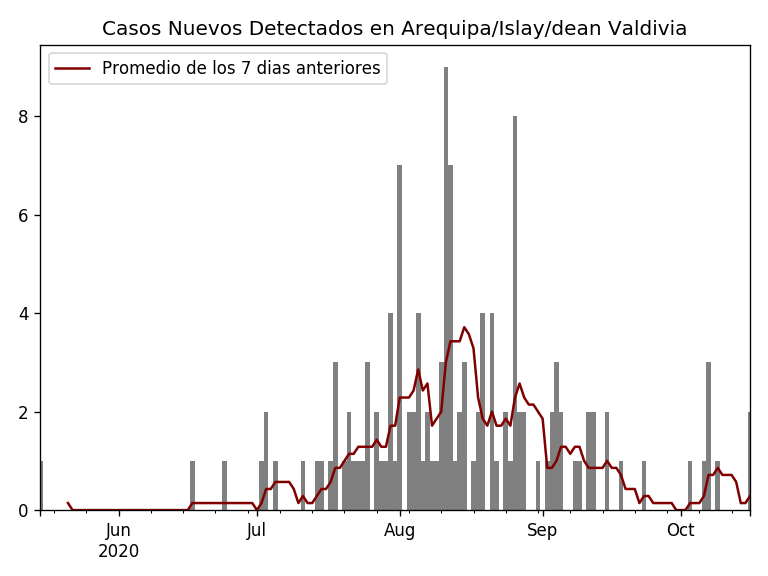 Casos Nuevos Detectados en Arequipa/Islay/dean Valdivia
Promedio de los 7 dias anteriores
8
6
4
2
0
Jun Jul Aug Sep Oct
2020